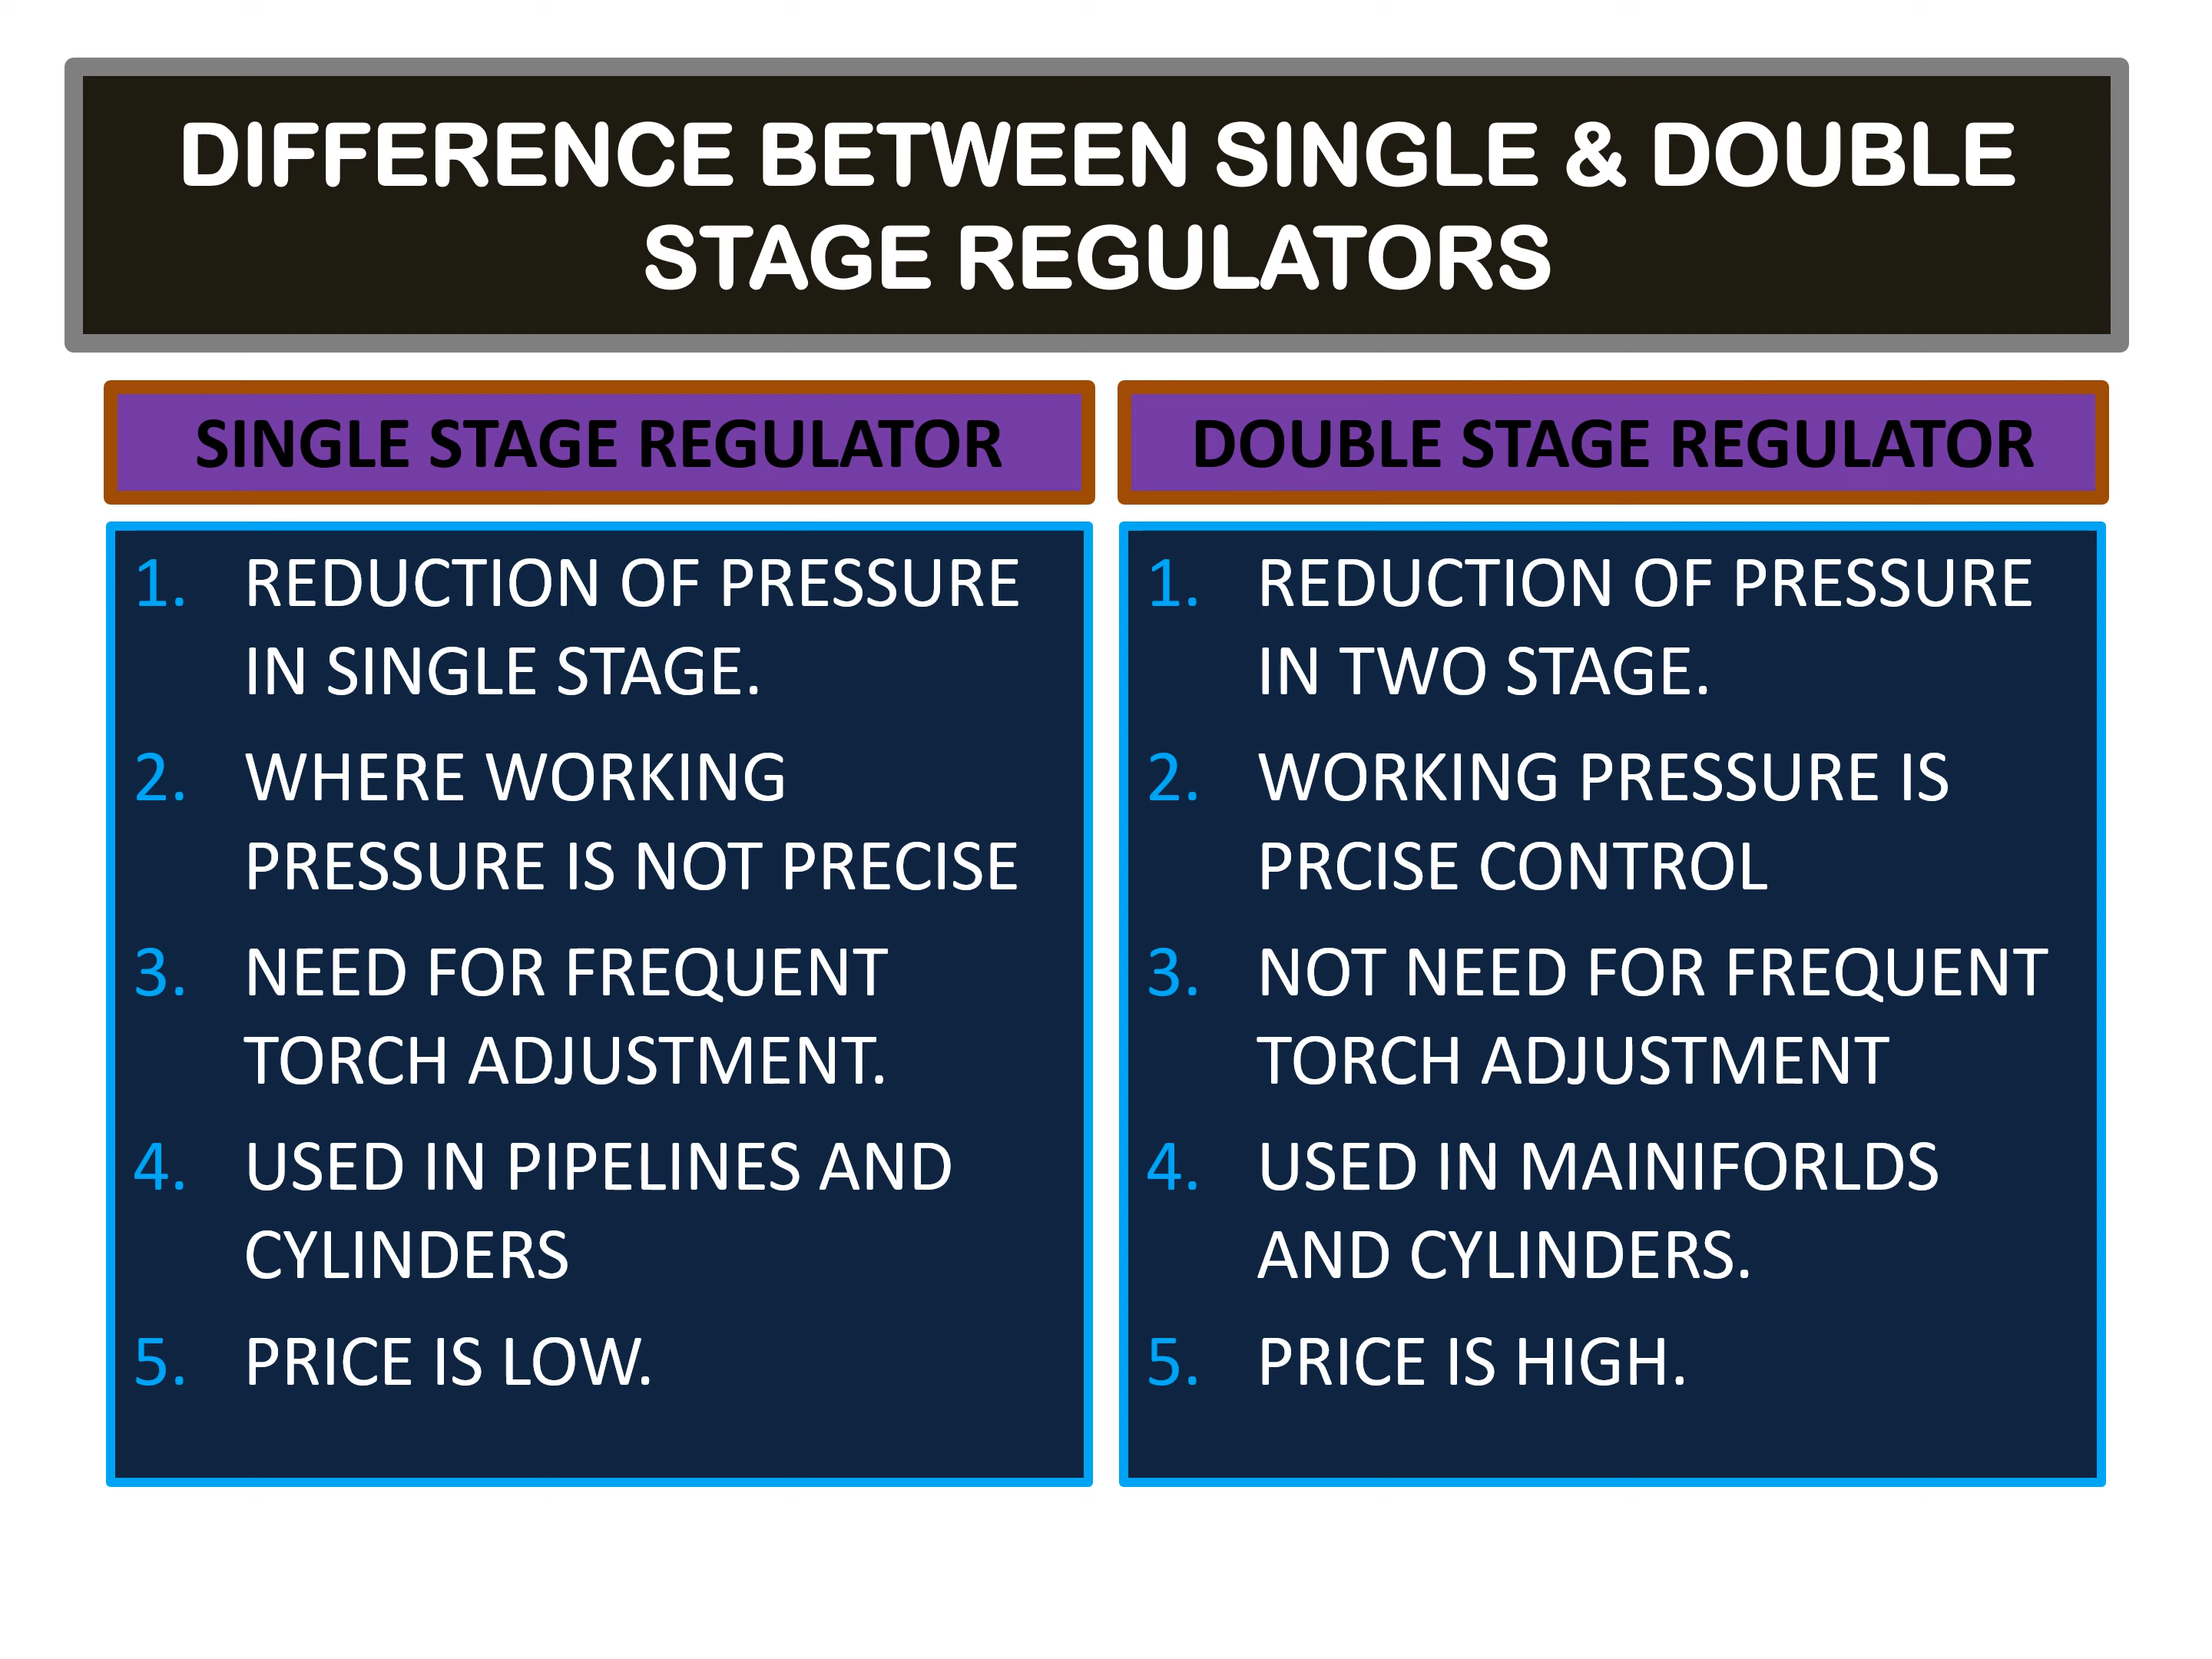 DIFFERENCE BETWEEN SINGLE & DOUBLE
STAGE REGULATORS
SINGLE STAGE REGULATOR
1. REDUCTION OF PRESSURE
IN SINGLE STAGE.
2. WHERE WORKING
PRESSURE IS NOT PRECISE
3. NEED FOR FREQUENT
TORCH ADJUSTMENT.
4. USED IN PIPELINES AND
CYLINDERS
5. PRICE IS LOW.
DOUBLE STAGE REGULATOR
1. REDUCTION OF PRESSURE
IN TWO STAGE.
2. WORKING PRESSURE IS
PRCISE CONTROL
3. NOT NEED FOR FREQUENT
TORCH ADJUSTMENT
4. USED IN MAINIFORLDS
AND CYLINDERS.
5. PRICE IS HIGH.